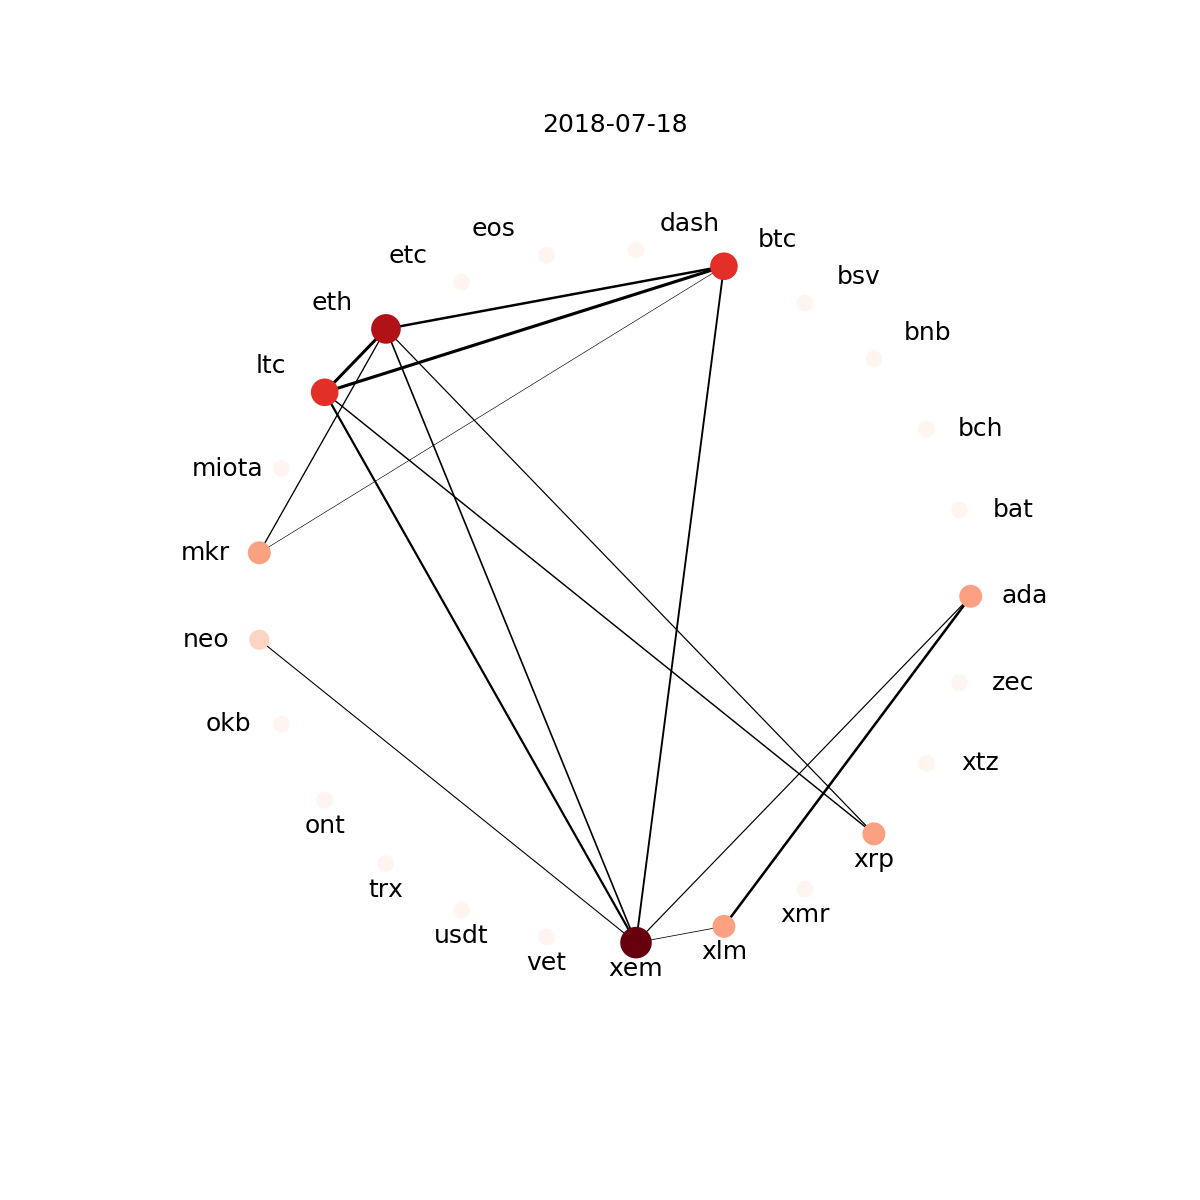 2018-07-18
dash
eos
btc
etc
bsv
eth
bnb
ltc
bch
miota
bat
mkr
ada
neo
zec
okb
xtz
ont
xrp
trx
xmr
usdt
xlm
vet
xem